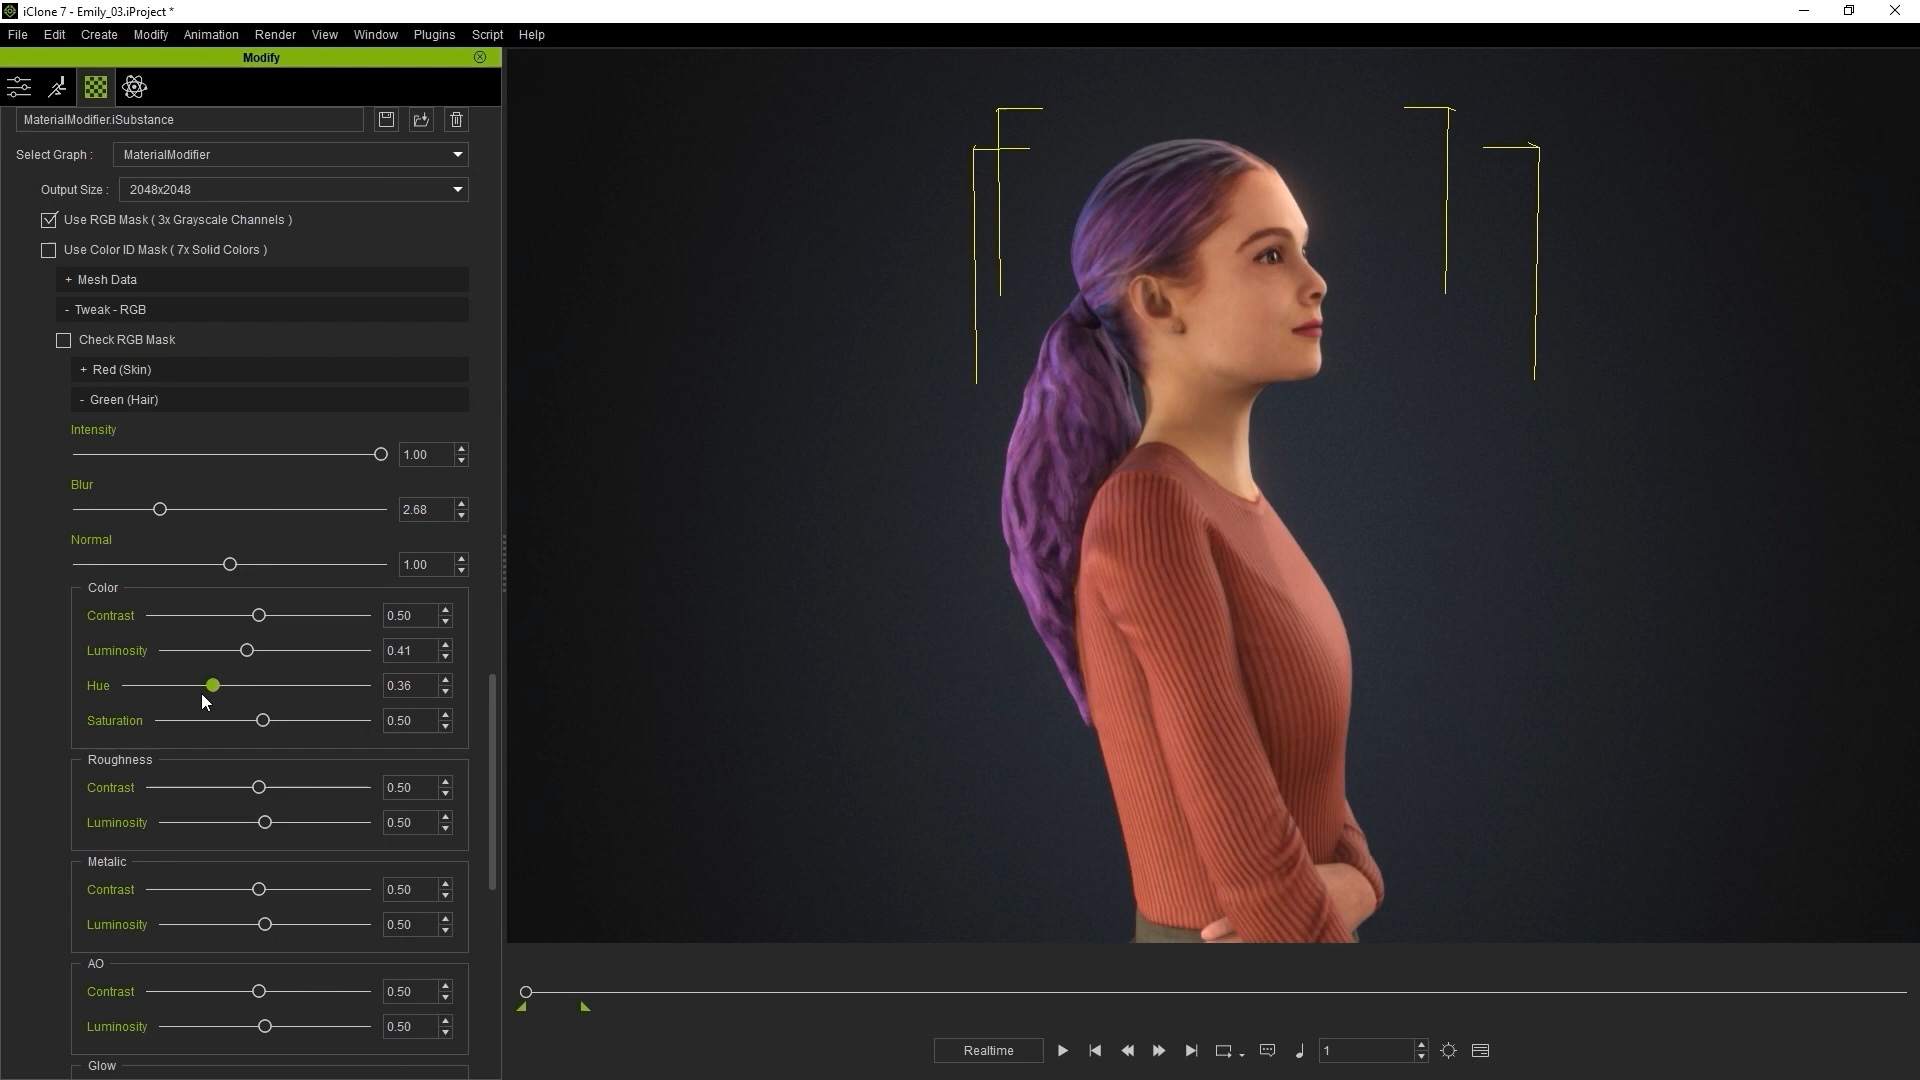 iClone 7 - Emily_03.iProject *
File Edit Create Modify Animation Render View Window Plugins Script Help
Modify
MaterialModifier.iSubstance
Select Graph : MaterialModifier
Output Size : 2048x2048
Use RGB Mask ( 3x Grayscale Channels )
Use Color ID Mask ( 7x Solid Colors )
+ Mesh Data
- Tweak - RGB
Check RGB Mask
+ Red (Skin)
- Green (Hair)
Intensity
1.00
Blur
2.68
Normal
1.00
Color
Contrast 0.50
Luminosity 0.41
Hue 0.36
Saturation 0.50
Roughness
Contrast 0.50
Luminosity 0.50
Metalic
Contrast 0.50
Luminosity 0.50
AO
Contrast 0.50
Luminosity 0.50
Glow
Realtime 1